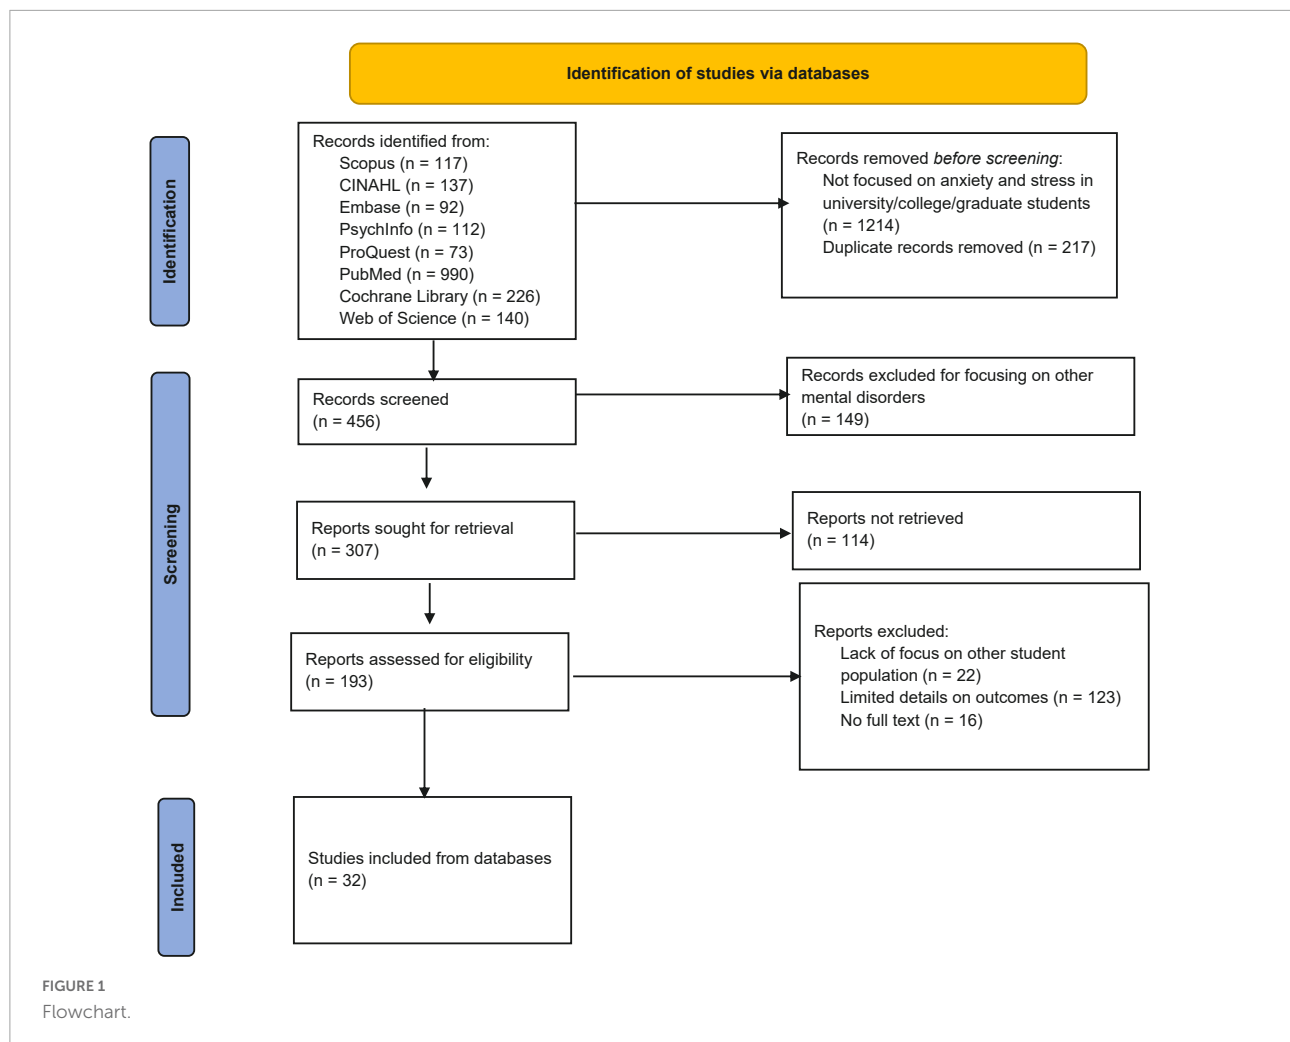 Identification of studies via databases
Identification
Records identified from:
Scopus (n = 117)
CINAHL (n = 137)
Embase (n = 92)
PsychInfo (n = 112)
ProQuest (n = 73)
PubMed (n = 990)
Cochrane Library (n = 226)
Web of Science (n = 140)
Records removed before screening:
Not focused on anxiety and stress in
university/college/graduate students
(n = 1214)
Duplicate records removed (n = 217)
Screening
Records screened
(n = 456)
Records excluded for focusing on other
mental disorders
(n = 149)
Reports sought for retrieval
(n = 307)
Reports not retrieved
(n = 114)
Reports assessed for eligibility
(n = 193)
Reports excluded:
Lack of focus on other student
population (n = 22)
Limited details on outcomes (n = 123)
No full text (n = 16)
Included
Studies included from databases
(n = 32)
FIGURE 1
Flowchart.